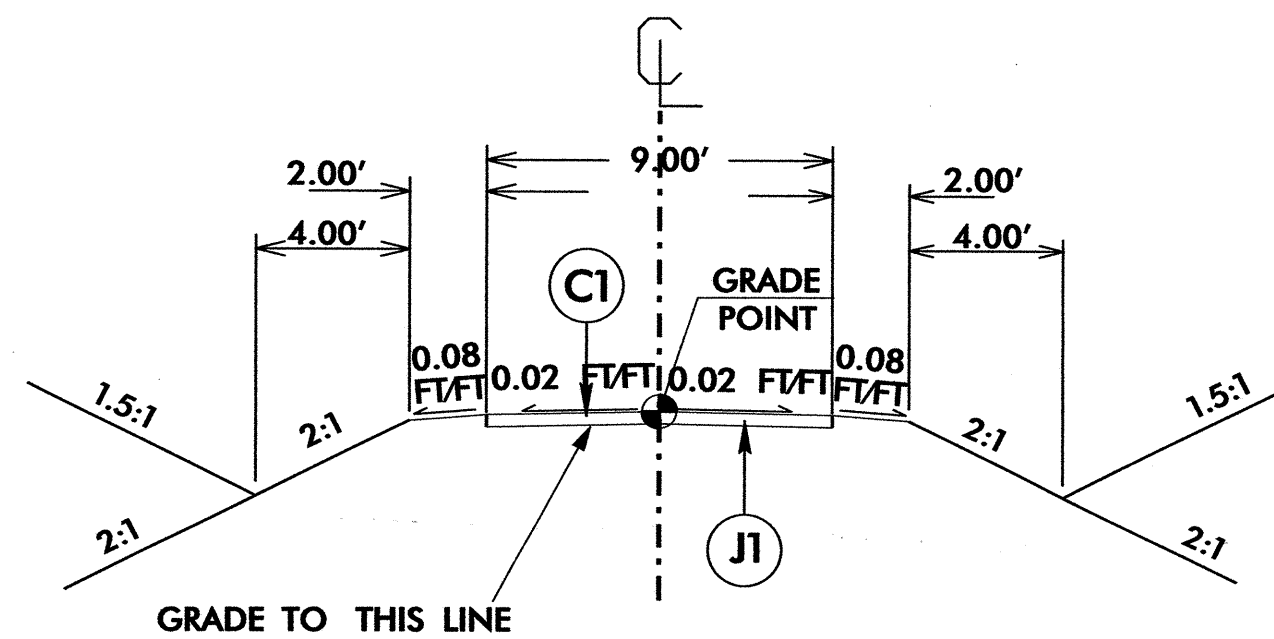 CL
9.00'
2.00'
2.00'
4.00'
4.00'
C1
GRADE
POINT
0.08
FT/FT
0.02 FT/FT
0.02 FT/FT
0.08
FT/FT
1.5:1
2:1
2:1
1.5:1
2:1
2:1
J1
GRADE TO THIS LINE